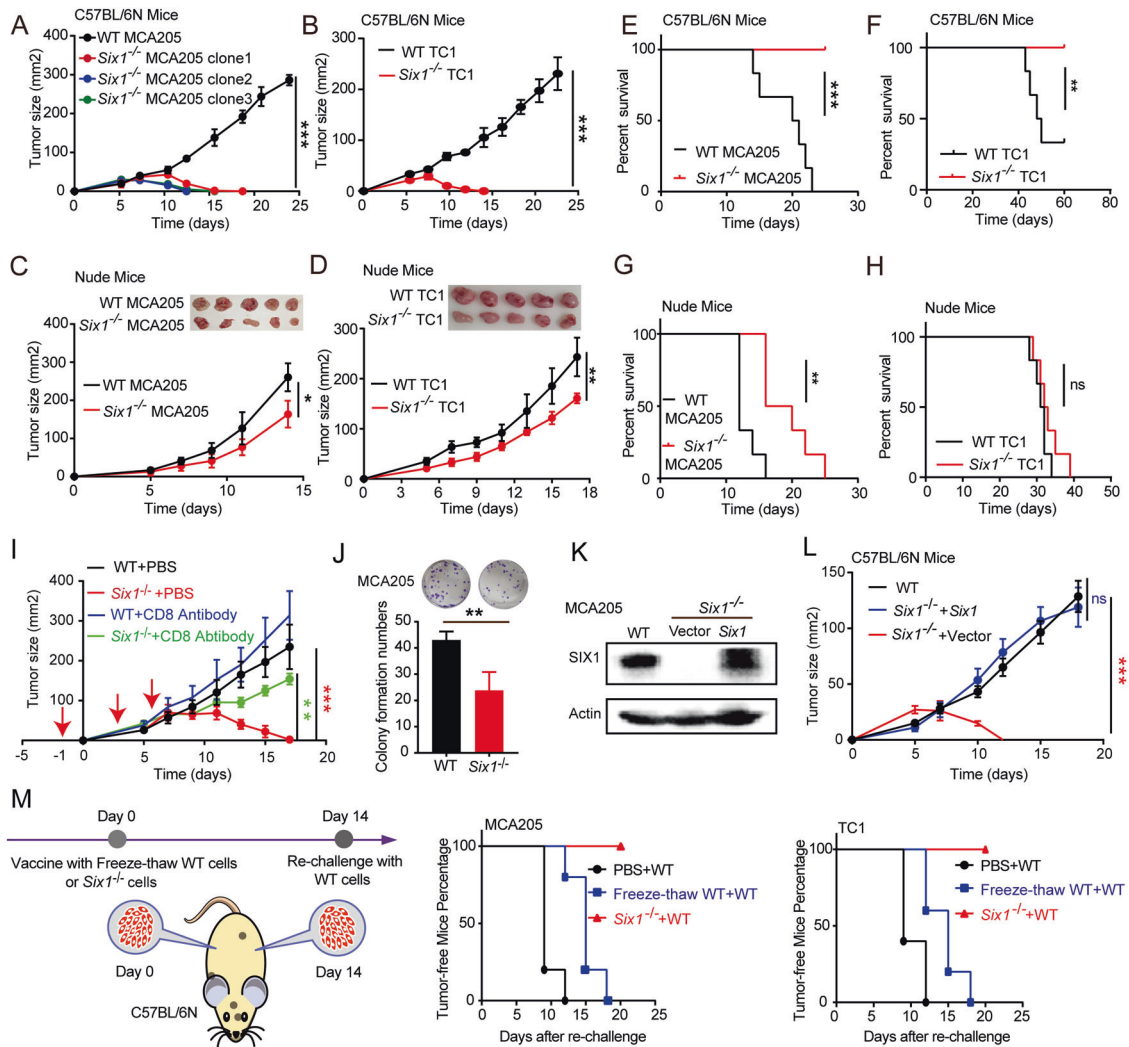 A
C57BL/6N Mice
WT MCA205
Six1-/- MCA205 clone1
Six1-/- MCA205 clone2
Six1-/- MCA205 clone3
Tumor size (mm2)
400
300
200
100
0
0 5 10 15 20 25
Time (days)
***
B
C57BL/6N Mice
WT TC1
Six1-/- TC1
Tumor size (mm2)
300
200
100
0
0 5 10 15 20 25
Time (days)
***
E
C57BL/6N Mice
Percent survival
100
50
0
0 10 20 30
Time (days)
WT MCA205
Six1-/- MCA205
***
F
C57BL/6N Mice
Percent survival
100
50
0
0 20 40 60 80
Time (days)
WT TC1
Six1-/- TC1
**
C
Nude Mice
WT MCA205
Six1-/- MCA205
Tumor size (mm2)
400
300
200
100
0
0 5 10 15
Time (days)
WT MCA205
Six1-/- MCA205
*
D
Nude Mice
WT TC1
Six1-/- TC1
Tumor size (mm2)
300
200
100
0
0 3 5 7 9 11 13 15 18
Time (days)
WT TC1
Six1-/- TC1
**
G
Nude Mice
Percent survival
100
50
0
0 10 20 30
Time (days)
WT
MCA205
Six1-/-
MCA205
**
H
Nude Mice
Percent survival
100
50
0
0 10 20 30 40 50
Time (days)
WT TC1
Six1-/- TC1
ns
I
WT+PBS
Six1-/-+PBS
WT+CD8 Antibody
Six1-/-+CD8 Abtibody
Tumor size (mm2)
400
300
200
100
-5 -1 0 5 10 15 20
Time (days)
**
***
J
MCA205
**
Colony formation numbers
50
40
30
20
10
0
WT Six1-/-
K
MCA205
Six1-/-
WT Vector Six1
SIX1
Actin
L
C57BL/6N Mice
WT
Six1-/-+Six1
Six1-/-+Vector
Tumor size (mm2)
150
100
50
0
0 5 10 15 20
Time (days)
ns
***
M
Day 0
Day 14
Vaccine with Freeze-thaw WT cells
or Six1-/- cells
Re-challenge with
WT cells
Day 0
Day 14
C57BL/6N
MCA205
Tumor-free Mice Percentage
100
50
0
0 5 10 15 20 25
Days after re-challenge
PBS+WT
Freeze-thaw WT+WT
Six1-/-+WT
TC1
Tumor-free Mice Percentage
100
50
0
0 5 10 15 20 25
Days after re-challenge
PBS+WT
Freeze-thaw WT+WT
Six1-/-+WT